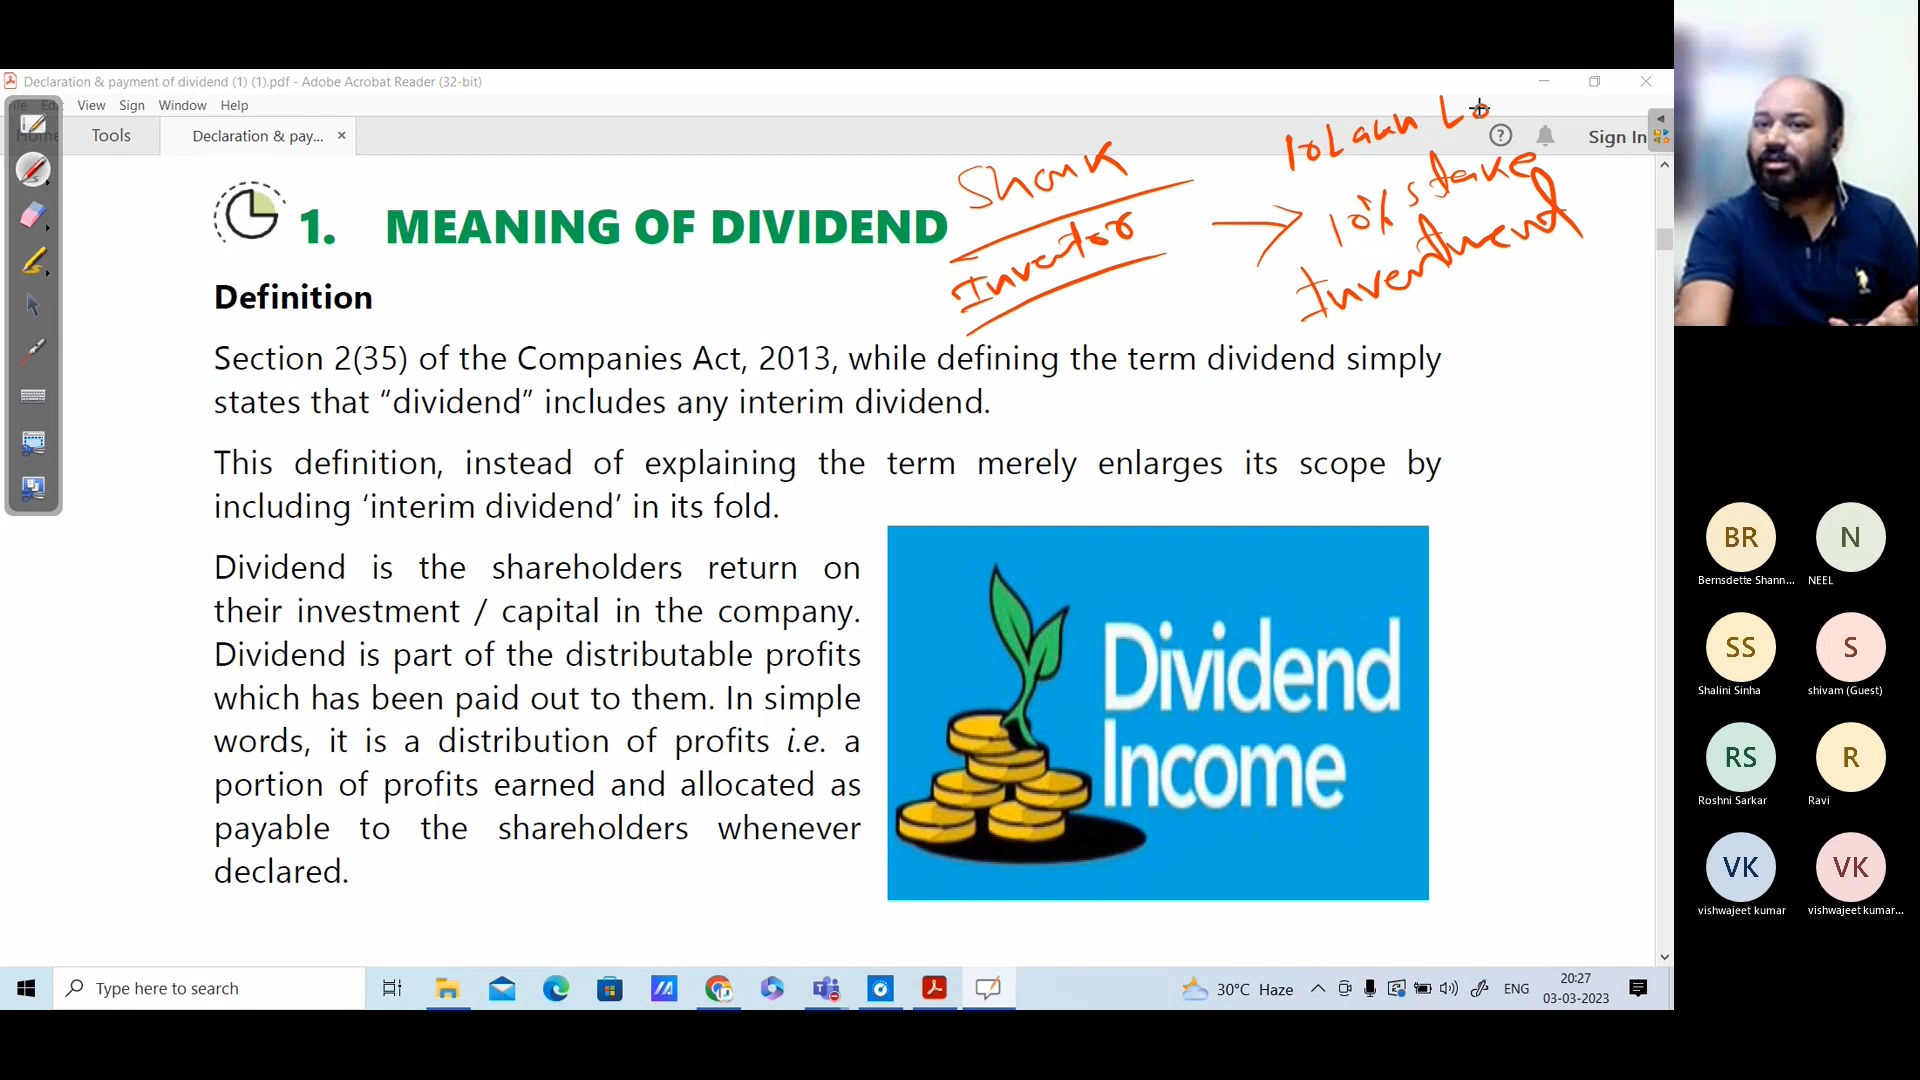 Declaration & payment of dividend (1) (1).pdf - Adobe Acrobat Reader (32-bit)
View Sign Window Help
Tools
Declaration & pay... ×
Sign In
1. MEANING OF DIVIDEND
Shark
Investor
10 Lakh Lo
10% stake
Investment
Definition
Section 2(35) of the Companies Act, 2013, while defining the term dividend simply
states that “dividend” includes any interim dividend.
This definition, instead of explaining the term merely enlarges its scope by
including ‘interim dividend’ in its fold.
Dividend is the shareholders return on
their investment / capital in the company.
Dividend is part of the distributable profits
which has been paid out to them. In simple
words, it is a distribution of profits i.e. a
portion of profits earned and allocated as
payable to the shareholders whenever
declared.
Dividend
Income
BR
Bernsdette Shann...
N
NEEL
SS
Shalini Sinha
S
shivam (Guest)
RS
Roshni Sarkar
R
Ravi
VK
vishwajeet kumar
VK
vishwajeet kumar...
Type here to search
30°C Haze
ENG
20:27
03-03-2023